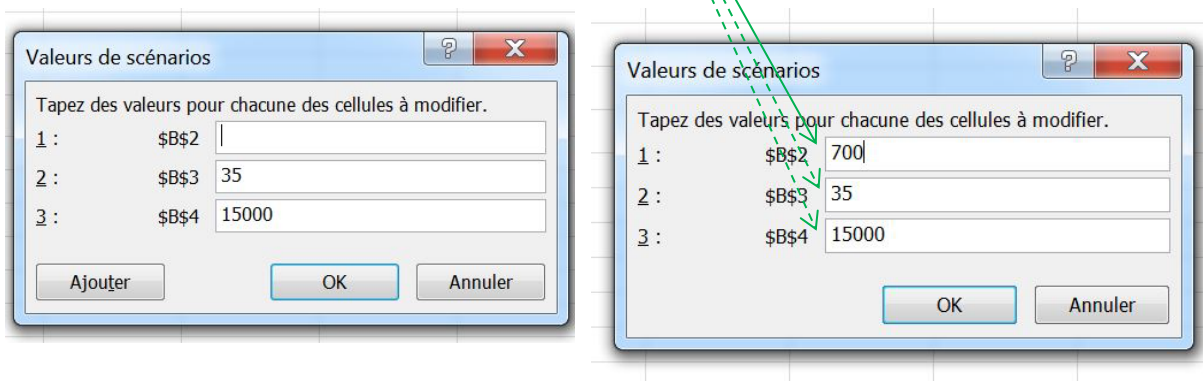 Valeurs de scénarios
Tapez des valeurs pour chacune des cellules à modifier.
1 : $B$2
2 : $B$3 35
3 : $B$4 15000
Ajouter OK Annuler
Valeurs de scénarios
Tapez des valeurs pour chacune des cellules à modifier.
1 : $B$2 700
2 : $B$3 35
3 : $B$4 15000
OK Annuler